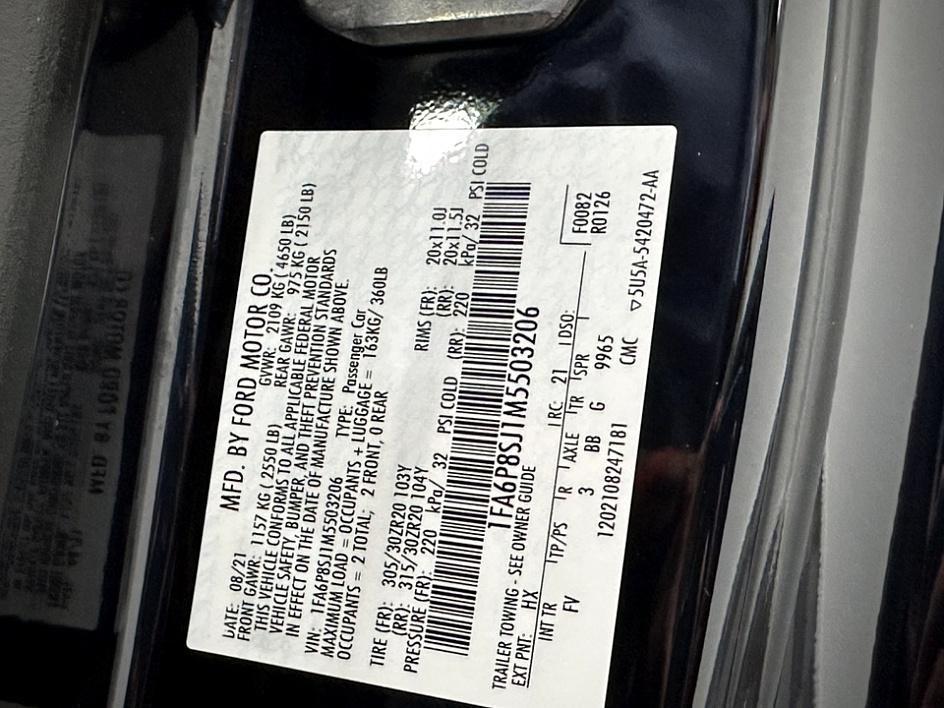 MFD. BY FORD MOTOR CO.
DATE: 08/21 GVWR: 2109 KG ( 4650 LB)
FRONT GAWR: 1157 KG ( 2550 LB) REAR GAWR: 975 KG ( 2150 LB)
THIS VEHICLE CONFORMS TO ALL APPLICABLE FEDERAL MOTOR
VEHICLE SAFETY, BUMPER, AND THEFT PREVENTION STANDARDS
IN EFFECT ON THE DATE OF MANUFACTURE SHOWN ABOVE.
VIN: 1FA6P8SJ1M5503206 TYPE: Passenger Car
MAXIMUM LOAD = OCCUPANTS + LUGGAGE = 163KG/ 360LB
OCCUPANTS = 2 TOTAL; 2 FRONT, 0 REAR
TIRE (FR): 305/30ZR20 103Y RIMS (FR): 20x11.0J
(RR): 315/30ZR20 104Y (RR): 20x11.5J
PRESSURE (FR): 220 kPa/ 32 PSI COLD (RR): 220 kPa/ 32 PSI COLD
1FA6P8SJ1M5503206
TRAILER TOWING - SEE OWNER GUIDE
EXT PNT: HX RC: 21 DSO: F0082
R0126
INT TR TP/PS R AXLE TR SPR
FV 3 BB G 9965
12021082471 81 CMC ▽5U5A-5420472-AA